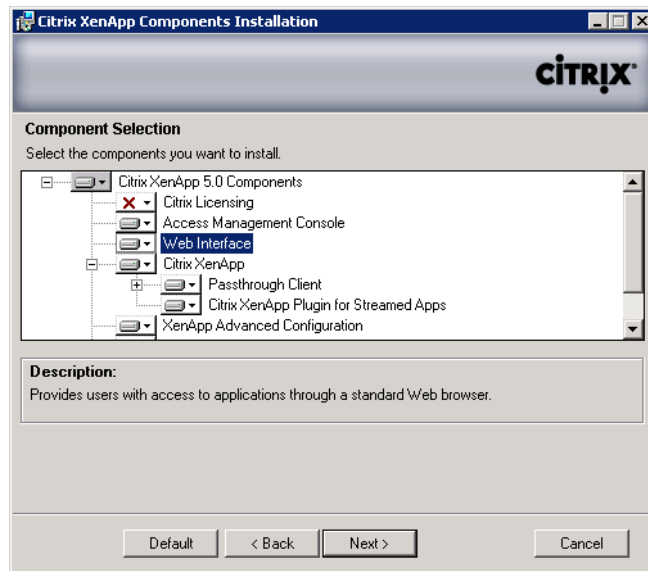 Citrix XenApp Components Installation
CİTRIX
Component Selection
Select the components you want to install.
Citrix XenApp 5.0 Components
Citrix Licensing
Access Management Console
Web Interface
Citrix XenApp
Passthrough Client
Citrix XenApp Plugin for Streamed Apps
XenApp Advanced Configuration
Description:
Provides users with access to applications through a standard Web browser.
Default
< Back
Next >
Cancel